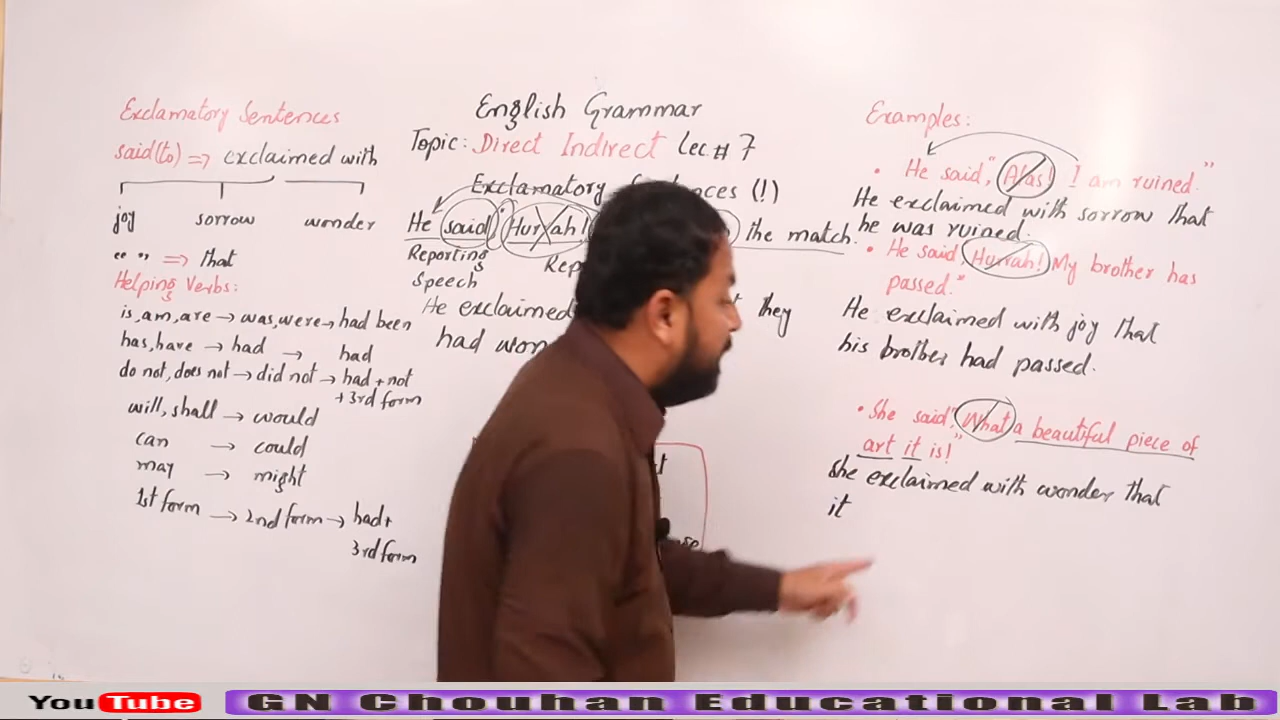 Exclamatory Sentences
said(to) => exclaimed with
joy sorrow wonder
" " => that
Helping Verbs:
is, am, are → was, were → had been
has, have → had → had
do not, does not → did not → had + not
+ 3rd form
will, shall → would
can → could
may → might
1st form → 2nd form → had +
3rd form
English Grammar
Topic: Direct Indirect Lec # 7
Exclamatory (!)
He said, "Hurrah! the match.
Reporting
Speech
He exclaimed they
had
Examples:
• He said, "Alas! I am ruined."
He exclaimed with sorrow that
he was ruined.
• He said, Hurrah! My brother has
passed."
He exclaimed with joy that
his brother had passed.
• She said, "What a beautiful piece of
art it is!"
She exclaimed with wonder that
it
YouTube
GN Chouhan Educational Lab